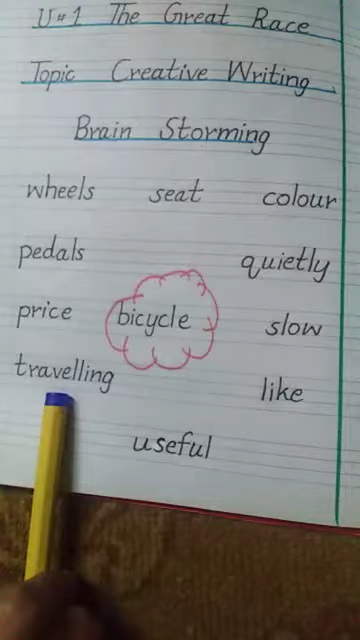 U#1 The Great Race
Topic Creative Writing
Brain Storming
wheels seat colour
pedals quietly
price bicycle slow
travelling like
useful